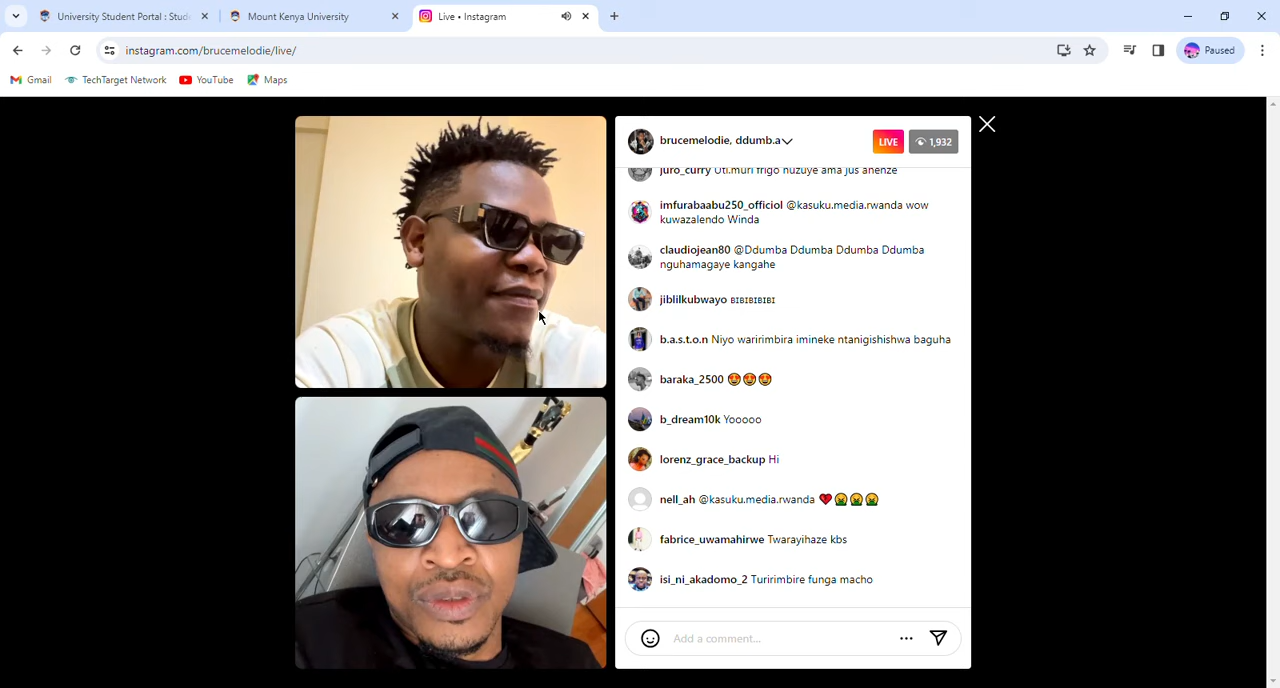 University Student Portal : Stude
Mount Kenya University
Live • Instagram
instagram.com/brucemelodie/live/
Paused
Gmail
TechTarget Network
YouTube
Maps
brucemelodie, ddumb.a
LIVE
1,932
juro_curry Uti.muri frigo nuzuye ama jus ahenze
imfurabaabu250_officiol @kasuku.media.rwanda wow
kuwazalendo Winda
claudiojean80 @Ddumba Ddumba Ddumba Ddumba
nguhamagaye kangahe
jiblilkubwayo ʙɪʙɪʙɪʙɪʙɪ
b.a.s.t.o.n Niyo waririmbira imineke ntanigishishwa baguha
baraka_2500 😍😍😍
b_dream10k Yooooo
lorenz_grace_backup Hi
nell_ah @kasuku.media.rwanda ❤️🤮🤮🤮
fabrice_uwamahirwe Twarayihaze kbs
isi_ni_akadomo_2 Turirimbire funga macho
Add a comment...